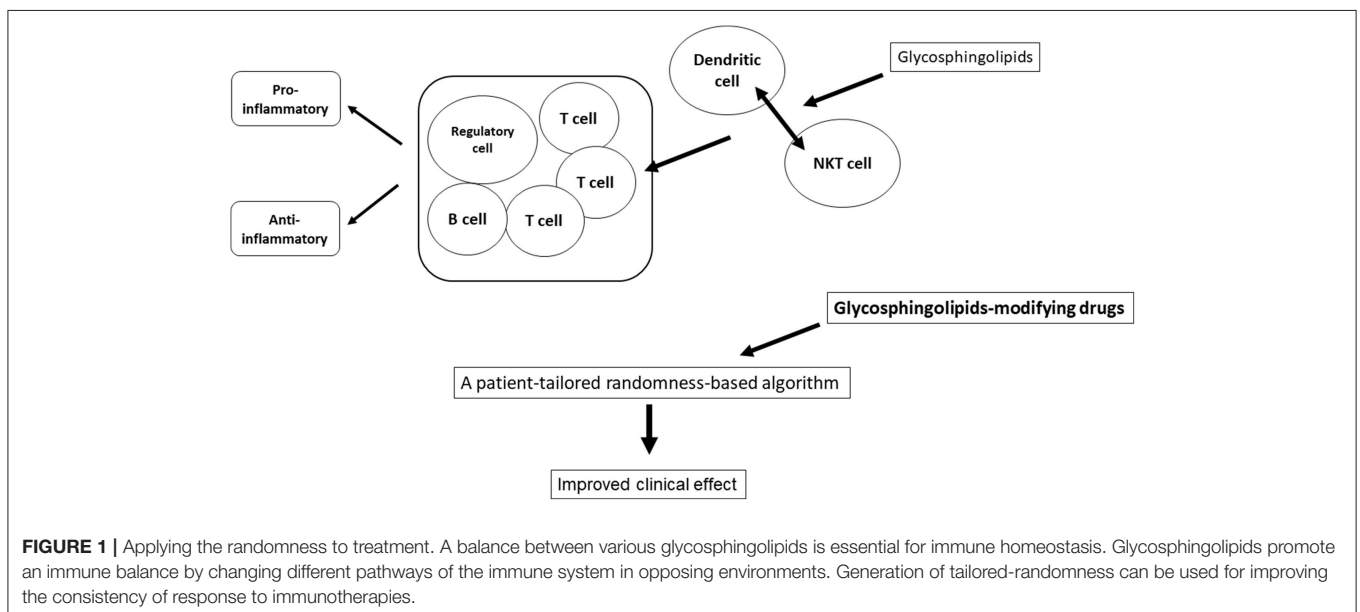 Pro-
inflammatory
Anti-
inflammatory
Regulatory
cell
T cell
T cell
B cell
T cell
Dendritic
cell
NKT cell
Glycosphingolipids
Glycosphingolipids-modifying drugs
A patient-tailored randomness-based algorithm
Improved clinical effect
FIGURE 1 | Applying the randomness to treatment. A balance between various glycosphingolipids is essential for immune homeostasis. Glycosphingolipids promote
an immune balance by changing different pathways of the immune system in opposing environments. Generation of tailored-randomness can be used for improving
the consistency of response to immunotherapies.